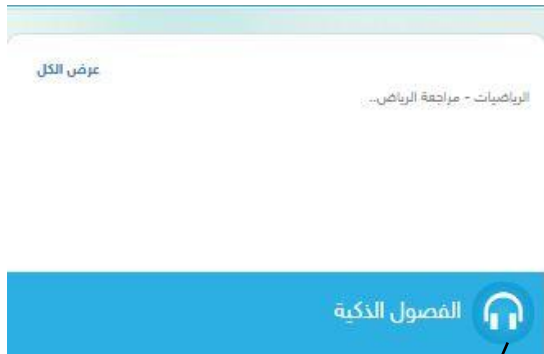 عرض الكل
الرياضيات - مراجعة الرياض..
الفصول الذكية